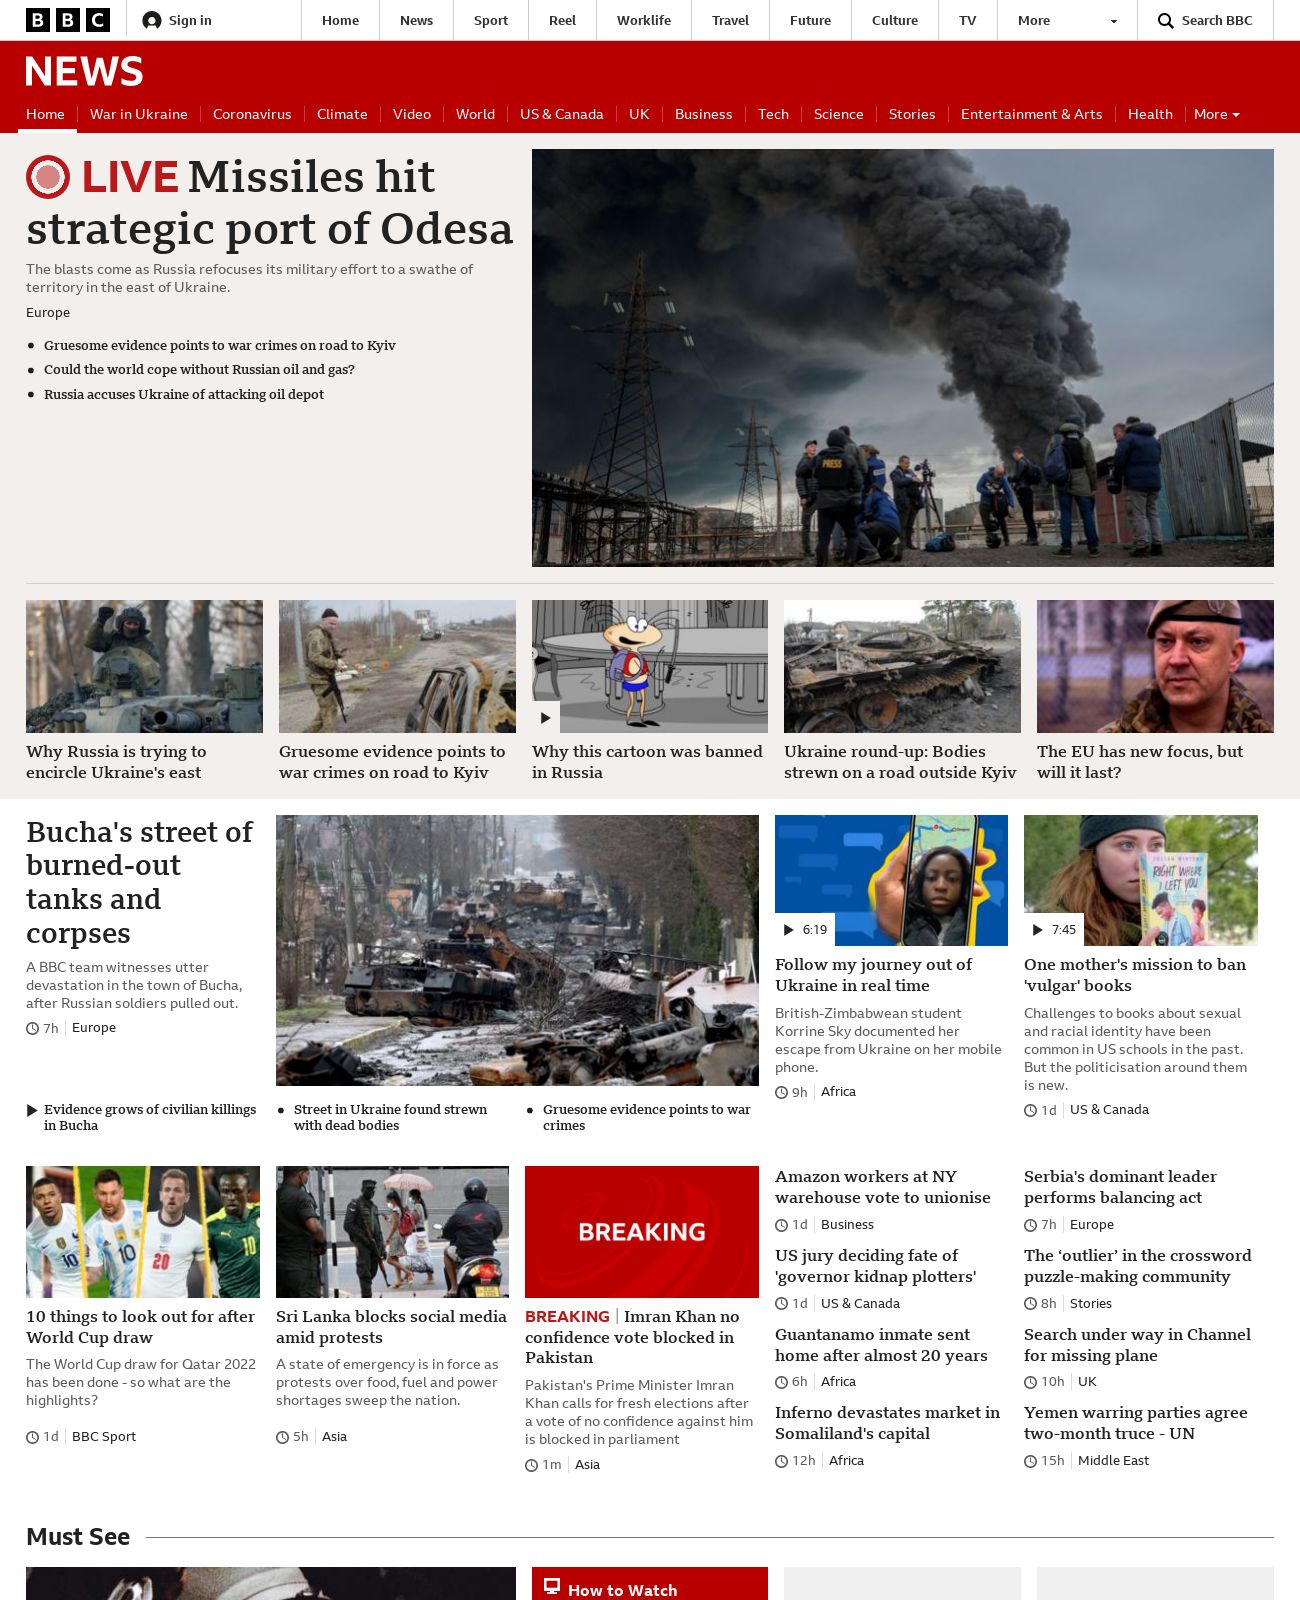 BBC
Sign in
Home
News
Sport
Reel
Worklife
Travel
Future
Culture
TV
More
Search BBC
NEWS
Home
War in Ukraine
Coronavirus
Climate
Video
World
US & Canada
UK
Business
Tech
Science
Stories
Entertainment & Arts
Health
More
LIVE Missiles hit
strategic port of Odesa
The blasts come as Russia refocuses its military effort to a swathe of
territory in the east of Ukraine.
Europe
Gruesome evidence points to war crimes on road to Kyiv
Could the world cope without Russian oil and gas?
Russia accuses Ukraine of attacking oil depot
PRESS
Why Russia is trying to
encircle Ukraine's east
Gruesome evidence points to
war crimes on road to Kyiv
Why this cartoon was banned
in Russia
Ukraine round-up: Bodies
strewn on a road outside Kyiv
The EU has new focus, but
will it last?
Bucha's street of
burned-out
tanks and
corpses
A BBC team witnesses utter
devastation in the town of Bucha,
after Russian soldiers pulled out.
7h
Europe
Evidence grows of civilian killings
in Bucha
Street in Ukraine found strewn
with dead bodies
Gruesome evidence points to war
crimes
6:19
Follow my journey out of
Ukraine in real time
British-Zimbabwean student
Korrine Sky documented her
escape from Ukraine on her mobile
phone.
9h
Africa
JULIAN WINTERS
RIGHT WHERE
I LEFT YOU
7:45
One mother's mission to ban
'vulgar' books
Challenges to books about sexual
and racial identity have been
common in US schools in the past.
But the politicisation around them
is new.
1d
US & Canada
10
10
20
10
10 things to look out for after
World Cup draw
The World Cup draw for Qatar 2022
has been done - so what are the
highlights?
1d
BBC Sport
Sri Lanka blocks social media
amid protests
A state of emergency is in force as
protests over food, fuel and power
shortages sweep the nation.
5h
Asia
BREAKING
BREAKING | Imran Khan no
confidence vote blocked in
Pakistan
Pakistan's Prime Minister Imran
Khan calls for fresh elections after
a vote of no confidence against him
is blocked in parliament
1m
Asia
Amazon workers at NY
warehouse vote to unionise
1d
Business
US jury deciding fate of
'governor kidnap plotters'
1d
US & Canada
Guantanamo inmate sent
home after almost 20 years
6h
Africa
Inferno devastates market in
Somaliland's capital
12h
Africa
Serbia's dominant leader
performs balancing act
7h
Europe
The ‘outlier’ in the crossword
puzzle-making community
8h
Stories
Search under way in Channel
for missing plane
10h
UK
Yemen warring parties agree
two-month truce - UN
15h
Middle East
Must See
How to Watch